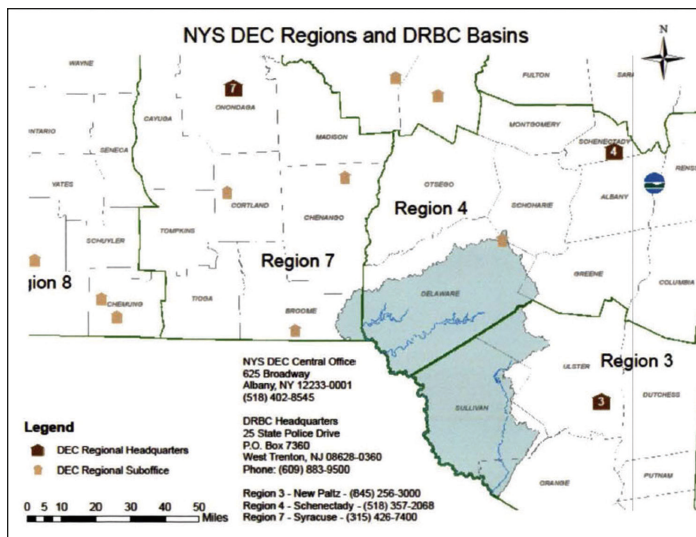 NYS DEC Regions and DRBC Basins
N
WAYNE
CAYUGA
7
ONONDAGA
MADISON
FULTON
SARA
MONTGOMERY
SCHENECTADY
4
RENSS
ONTARIO
SENECA
YATES
OTSEGO
SCHOHARIE
ALBANY
CORTLAND
CHENANGO
Region 4
SCHUYLER
TOMPKINS
Region 7
GREENE
COLUMBIA
gion 8
CHEMUNG
TIOGA
BROOME
DELAWARE
ULSTER
Region 3
3
DUTCHESS
SULLIVAN
ORANGE
PUTNAM
NYS DEC Central Office
625 Broadway
Albany, NY 12233-0001
(518) 402-8545
DRBC Headquarters
25 State Police Drive
P.O. Box 7360
West Trenton, NJ 08628-0360
Phone: (609) 883-9500
Region 3 - New Paltz - (845) 256-3000
Region 4 - Schenectady - (518) 357-2068
Region 7 - Syracuse - (315) 426-7400
Legend
DEC Regional Headquarters
DEC Regional Suboffice
0 5 10 20 30 40 50
Miles